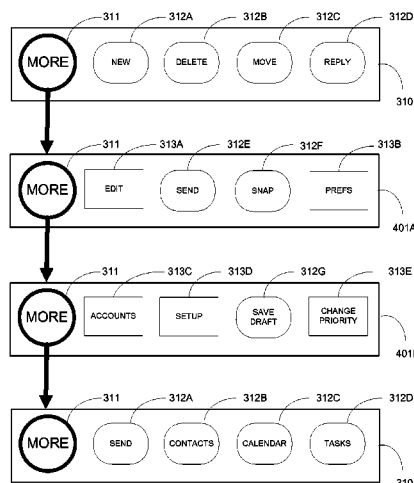 311 312A 312B 312C 312D
MORE NEW DELETE MOVE REPLY
310
311 313A 312E 312F 313B
MORE EDIT SEND SNAP PREFS
401A
311 313C 313D 312G 313E
MORE ACCOUNTS SETUP SAVE DRAFT CHANGE PRIORITY
311 312A 312B 312C 312D
MORE SEND CONTACTS CALENDAR TASKS
310